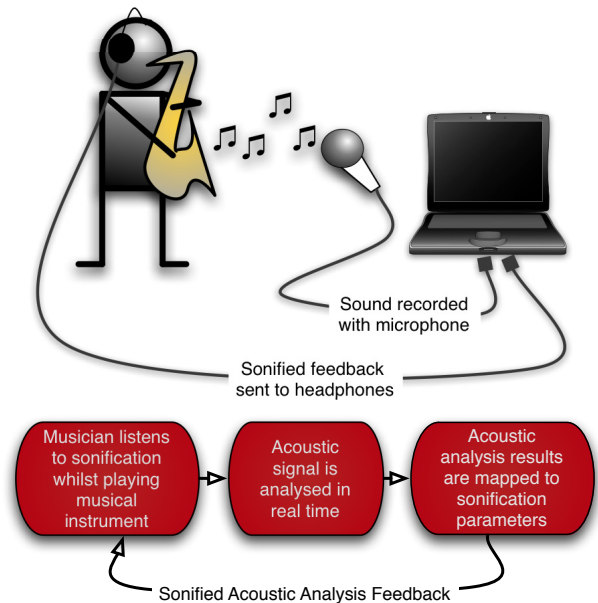 Sound recorded
with microphone
Sonified feedback
sent to headphones
Musician listens
to sonification
whilst playing
musical
instrument
Acoustic
signal is
analysed in
real time
Acoustic
analysis results
are mapped to
sonification
parameters
Sonified Acoustic Analysis Feedback